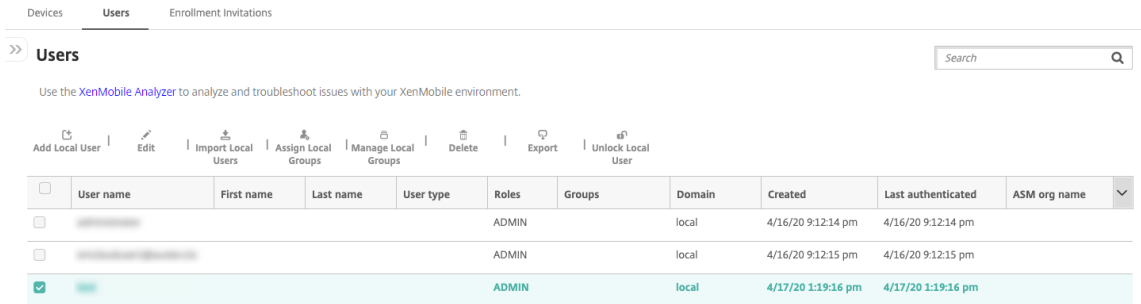 Devices Users Enrollment Invitations
Users
Search
Use the XenMobile Analyzer to analyze and troubleshoot issues with your XenMobile environment.
Add Local User | Edit | Import Local Users | Assign Local Groups | Manage Local Groups | Delete | Export | Unlock Local User
User name First name Last name User type Roles Groups Domain Created Last authenticated ASM org name
ADMIN local 4/16/20 9:12:14 pm 4/16/20 9:12:14 pm
ADMIN local 4/16/20 9:12:15 pm 4/16/20 9:12:15 pm
ADMIN local 4/17/20 1:19:16 pm 4/17/20 1:19:16 pm